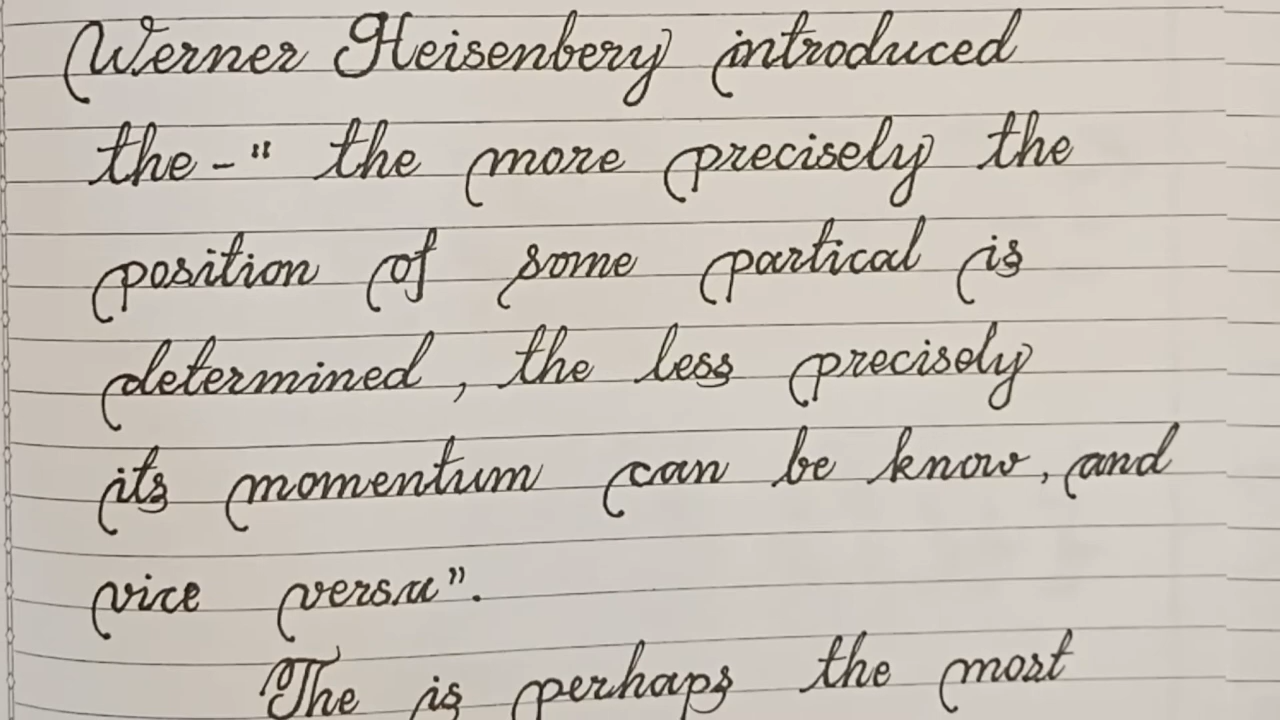 Werner Heisenbery introduced
the - " the more precisely the
position of some partical is
determined, the less precisely
its momentum can be know, and
vice versa".
The is perhaps the most